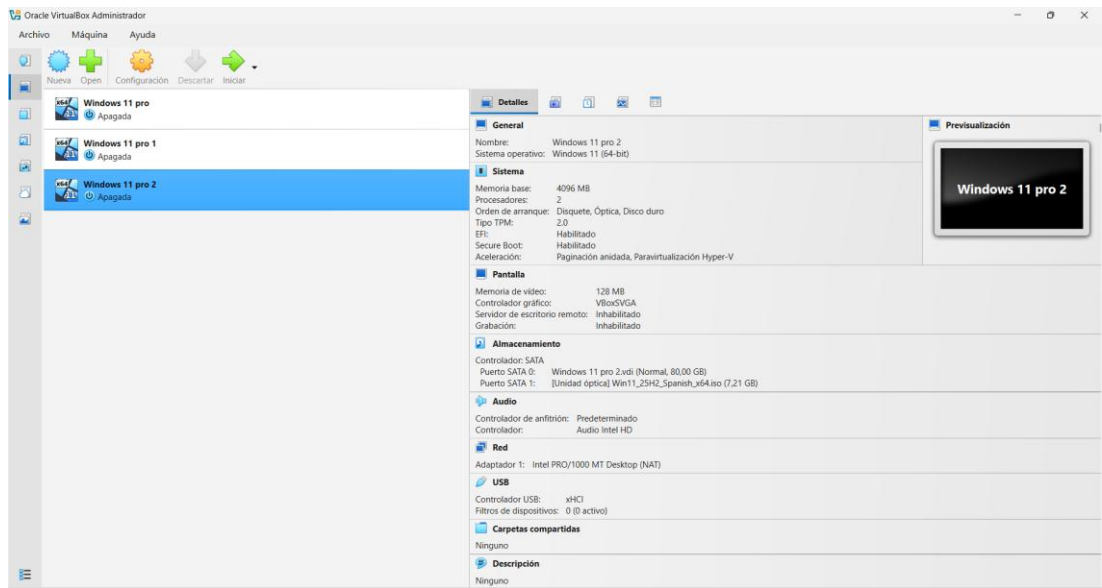 Oracle VirtualBox Administrador
Archivo Máquina Ayuda
Nueva Open Configuración Descartar Iniciar
Windows 11 pro
Apagada
Windows 11 pro 1
Apagada
Windows 11 pro 2
Apagada
Detalles
General
Nombre: Windows 11 pro 2
Sistema operativo: Windows 11 (64-bit)
Sistema
Memoria base: 4096 MB
Procesadores: 2
Orden de arranque: Disquete, Óptica, Disco duro
Tipo TPM: 2.0
EFI: Habilitado
Secure Boot: Habilitado
Aceleración: Paginación anidada, Paravirtualización Hyper-V
Pantalla
Memoria de vídeo: 128 MB
Controlador gráfico: VBoxSVGA
Servidor de escritorio remoto: Inhabilitado
Grabación: Inhabilitado
Almacenamiento
Controlador: SATA
Puerto SATA 0: Windows 11 pro 2.vdi (Normal, 80,00 GB)
Puerto SATA 1: [Unidad óptica] Win11_25H2_Spanish_x64.iso (7,21 GB)
Audio
Controlador de anfitrión: Predeterminado
Controlador: Audio Intel HD
Red
Adaptador 1: Intel PRO/1000 MT Desktop (NAT)
USB
Controlador USB: xHCI
Filtros de dispositivos: 0 (0 activo)
Carpetas compartidas
Ninguno
Descripción
Ninguno
Previsualización
Windows 11 pro 2